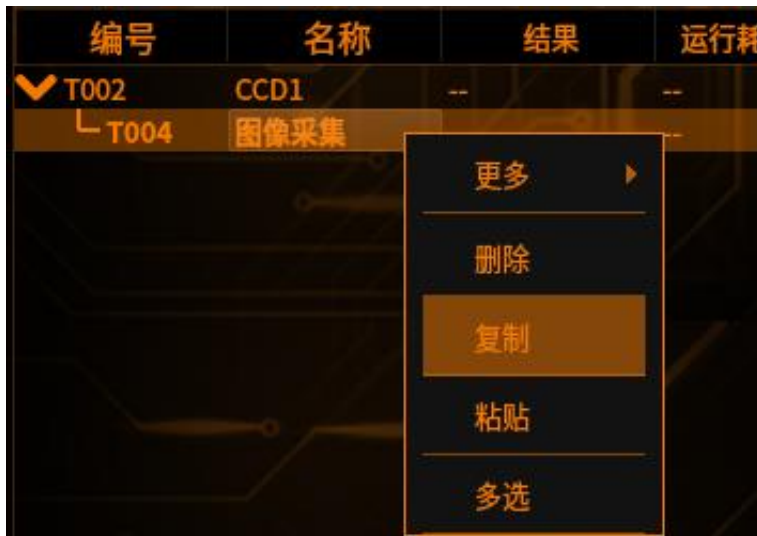 编号 名称 结果 运行耗
T002 CCD1 -- --
T004 图像采集 --
更多
删除
复制
粘贴
多选